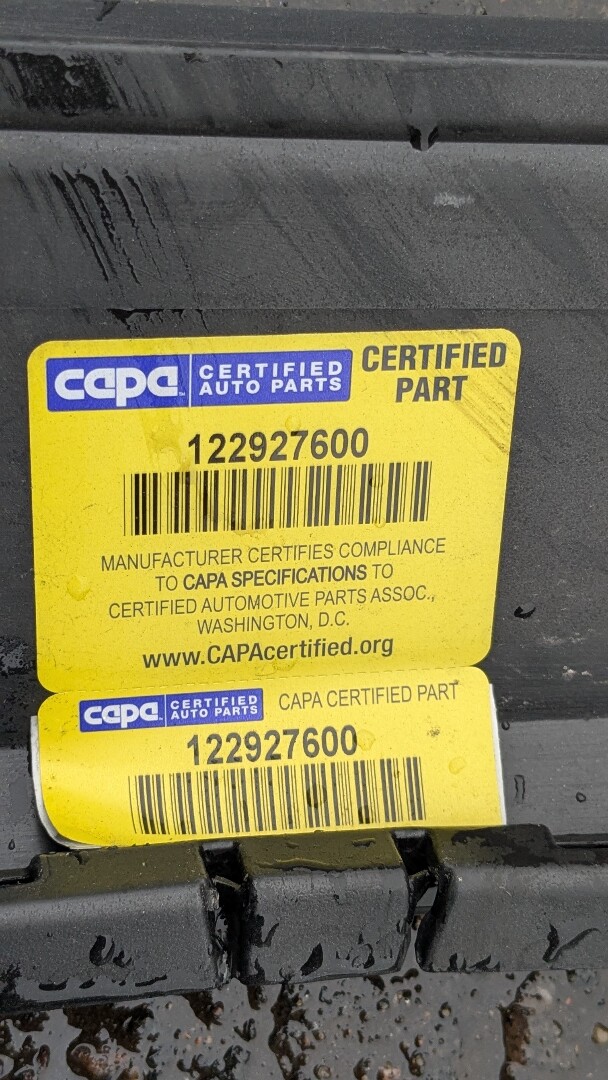 capa CERTIFIED AUTO PARTS
CERTIFIED PART
122927600
MANUFACTURER CERTIFIES COMPLIANCE
TO CAPA SPECIFICATIONS TO
CERTIFIED AUTOMOTIVE PARTS ASSOC.,
WASHINGTON, D.C.
www.CAPAcertified.org
capa CERTIFIED AUTO PARTS
CAPA CERTIFIED PART
122927600